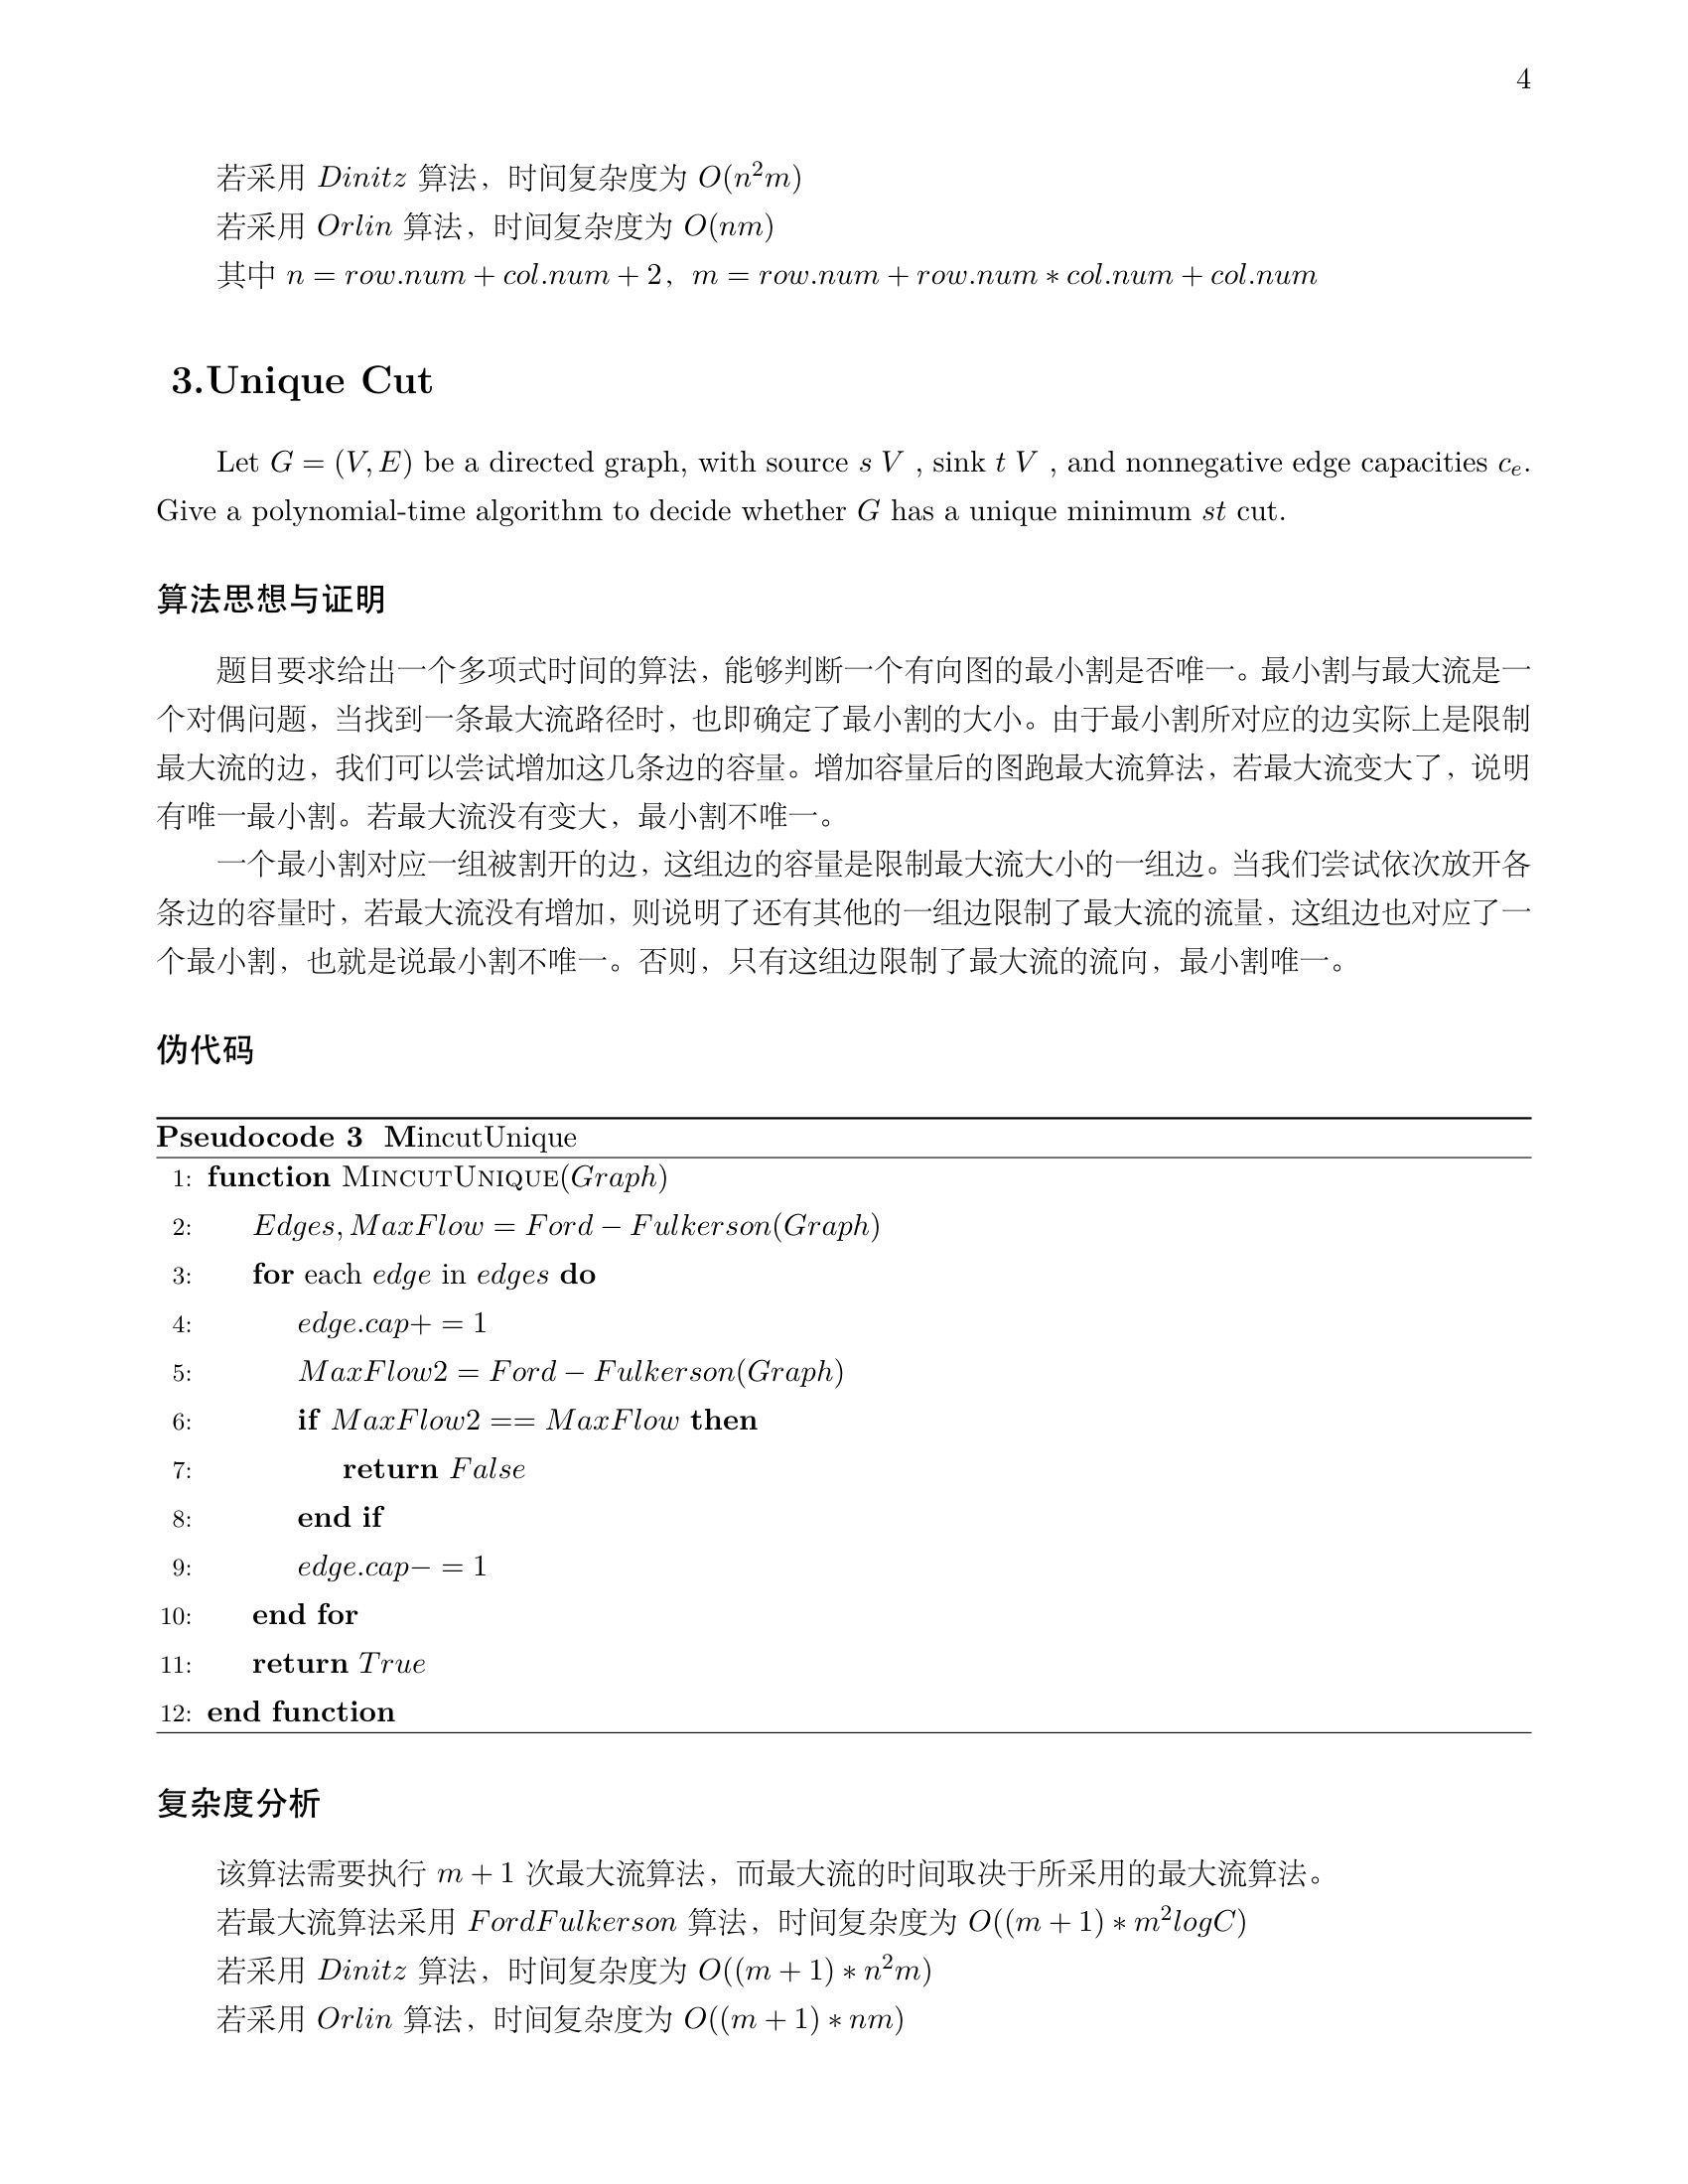 4
若采用 Dinitz 算法，时间复杂度为 O(n²m)
若采用 Orlin 算法，时间复杂度为 O(nm)
其中 n = row.num + col.num + 2，m = row.num + row.num ∗ col.num + col.num
3.Unique Cut
Let G = (V, E) be a directed graph, with source s V , sink t V , and nonnegative edge capacities cₑ.
Give a polynomial-time algorithm to decide whether G has a unique minimum st cut.
算法思想与证明
题目要求给出一个多项式时间的算法，能够判断一个有向图的最小割是否唯一。最小割与最大流是一
个对偶问题，当找到一条最大流路径时，也即确定了最小割的大小。由于最小割所对应的边实际上是限制
最大流的边，我们可以尝试增加这几条边的容量。增加容量后的图跑最大流算法，若最大流变大了，说明
有唯一最小割。若最大流没有变大，最小割不唯一。
一个最小割对应一组被割开的边，这组边的容量是限制最大流大小的一组边。当我们尝试依次放开各
条边的容量时，若最大流没有增加，则说明了还有其他的一组边限制了最大流的流量，这组边也对应了一
个最小割，也就是说最小割不唯一。否则，只有这组边限制了最大流的流向，最小割唯一。
伪代码
Pseudocode 3 MincutUnique
1: function MincutUnique(Graph)
2: Edges, MaxFlow = Ford − Fulkerson(Graph)
3: for each edge in edges do
4: edge.cap+ = 1
5: MaxFlow2 = Ford − Fulkerson(Graph)
6: if MaxFlow2 == MaxFlow then
7: return False
8: end if
9: edge.cap− = 1
10: end for
11: return True
12: end function
复杂度分析
该算法需要执行 m + 1 次最大流算法，而最大流的时间取决于所采用的最大流算法。
若最大流算法采用 FordFulkerson 算法，时间复杂度为 O((m + 1) ∗ m²logC)
若采用 Dinitz 算法，时间复杂度为 O((m + 1) ∗ n²m)
若采用 Orlin 算法，时间复杂度为 O((m + 1) ∗ nm)